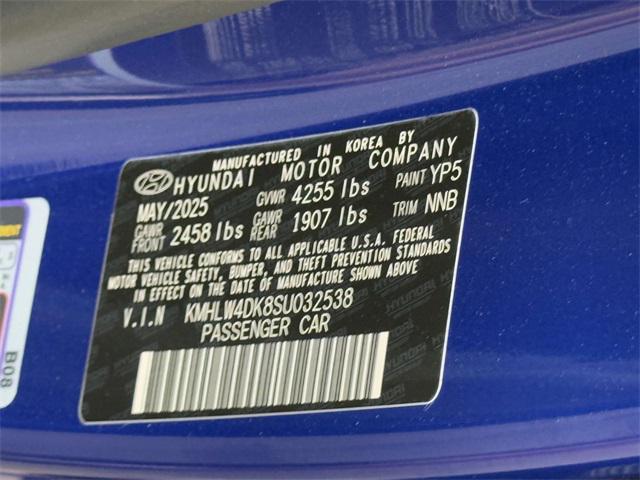 MANUFACTURED IN KOREA BY
HYUNDAI MOTOR COMPANY
MAY/2025 GVWR 4255 lbs PAINT YP5
GAWR FRONT 2458 lbs GAWR REAR 1907 lbs TRIM NNB
THIS VEHICLE CONFORMS TO ALL APPLICABLE U.S.A. FEDERAL
MOTOR VEHICLE SAFETY, BUMPER, AND THEFT PREVENTION STANDARDS
IN EFFECT ON THE DATE OF MANUFACTURE SHOWN ABOVE
V.I.N KMHLW4DK8SU032538
PASSENGER CAR
B08